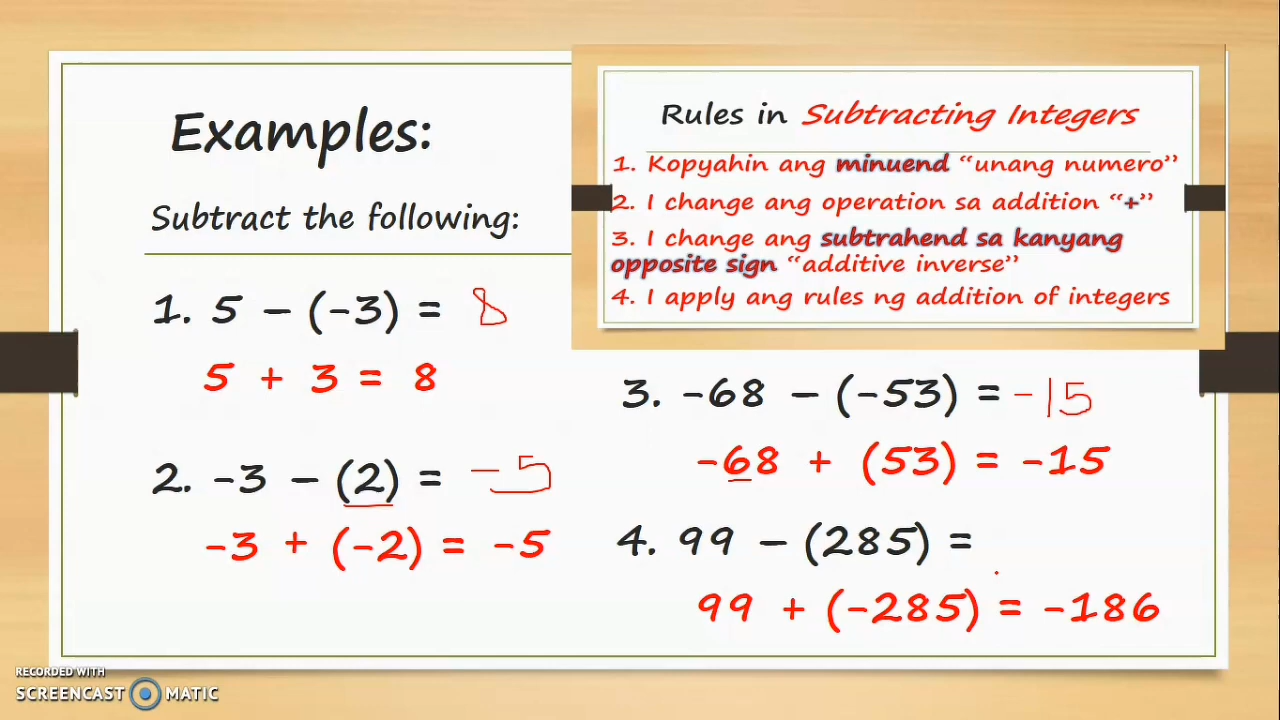 Examples:
Subtract the following:
1. 5 – (-3) = 8
5 + 3 = 8
2. -3 – (2) = -5
-3 + (-2) = -5
Rules in Subtracting Integers
1. Kopyahin ang minuend “unang numero”
2. I change ang operation sa addition “+”
3. I change ang subtrahend sa kanyang
opposite sign “additive inverse”
4. I apply ang rules ng addition of integers
3. -68 – (-53) = -15
-68 + (53) = -15
4. 99 – (285) =
99 + (-285) = -186
RECORDED WITH
SCREENCAST MATIC